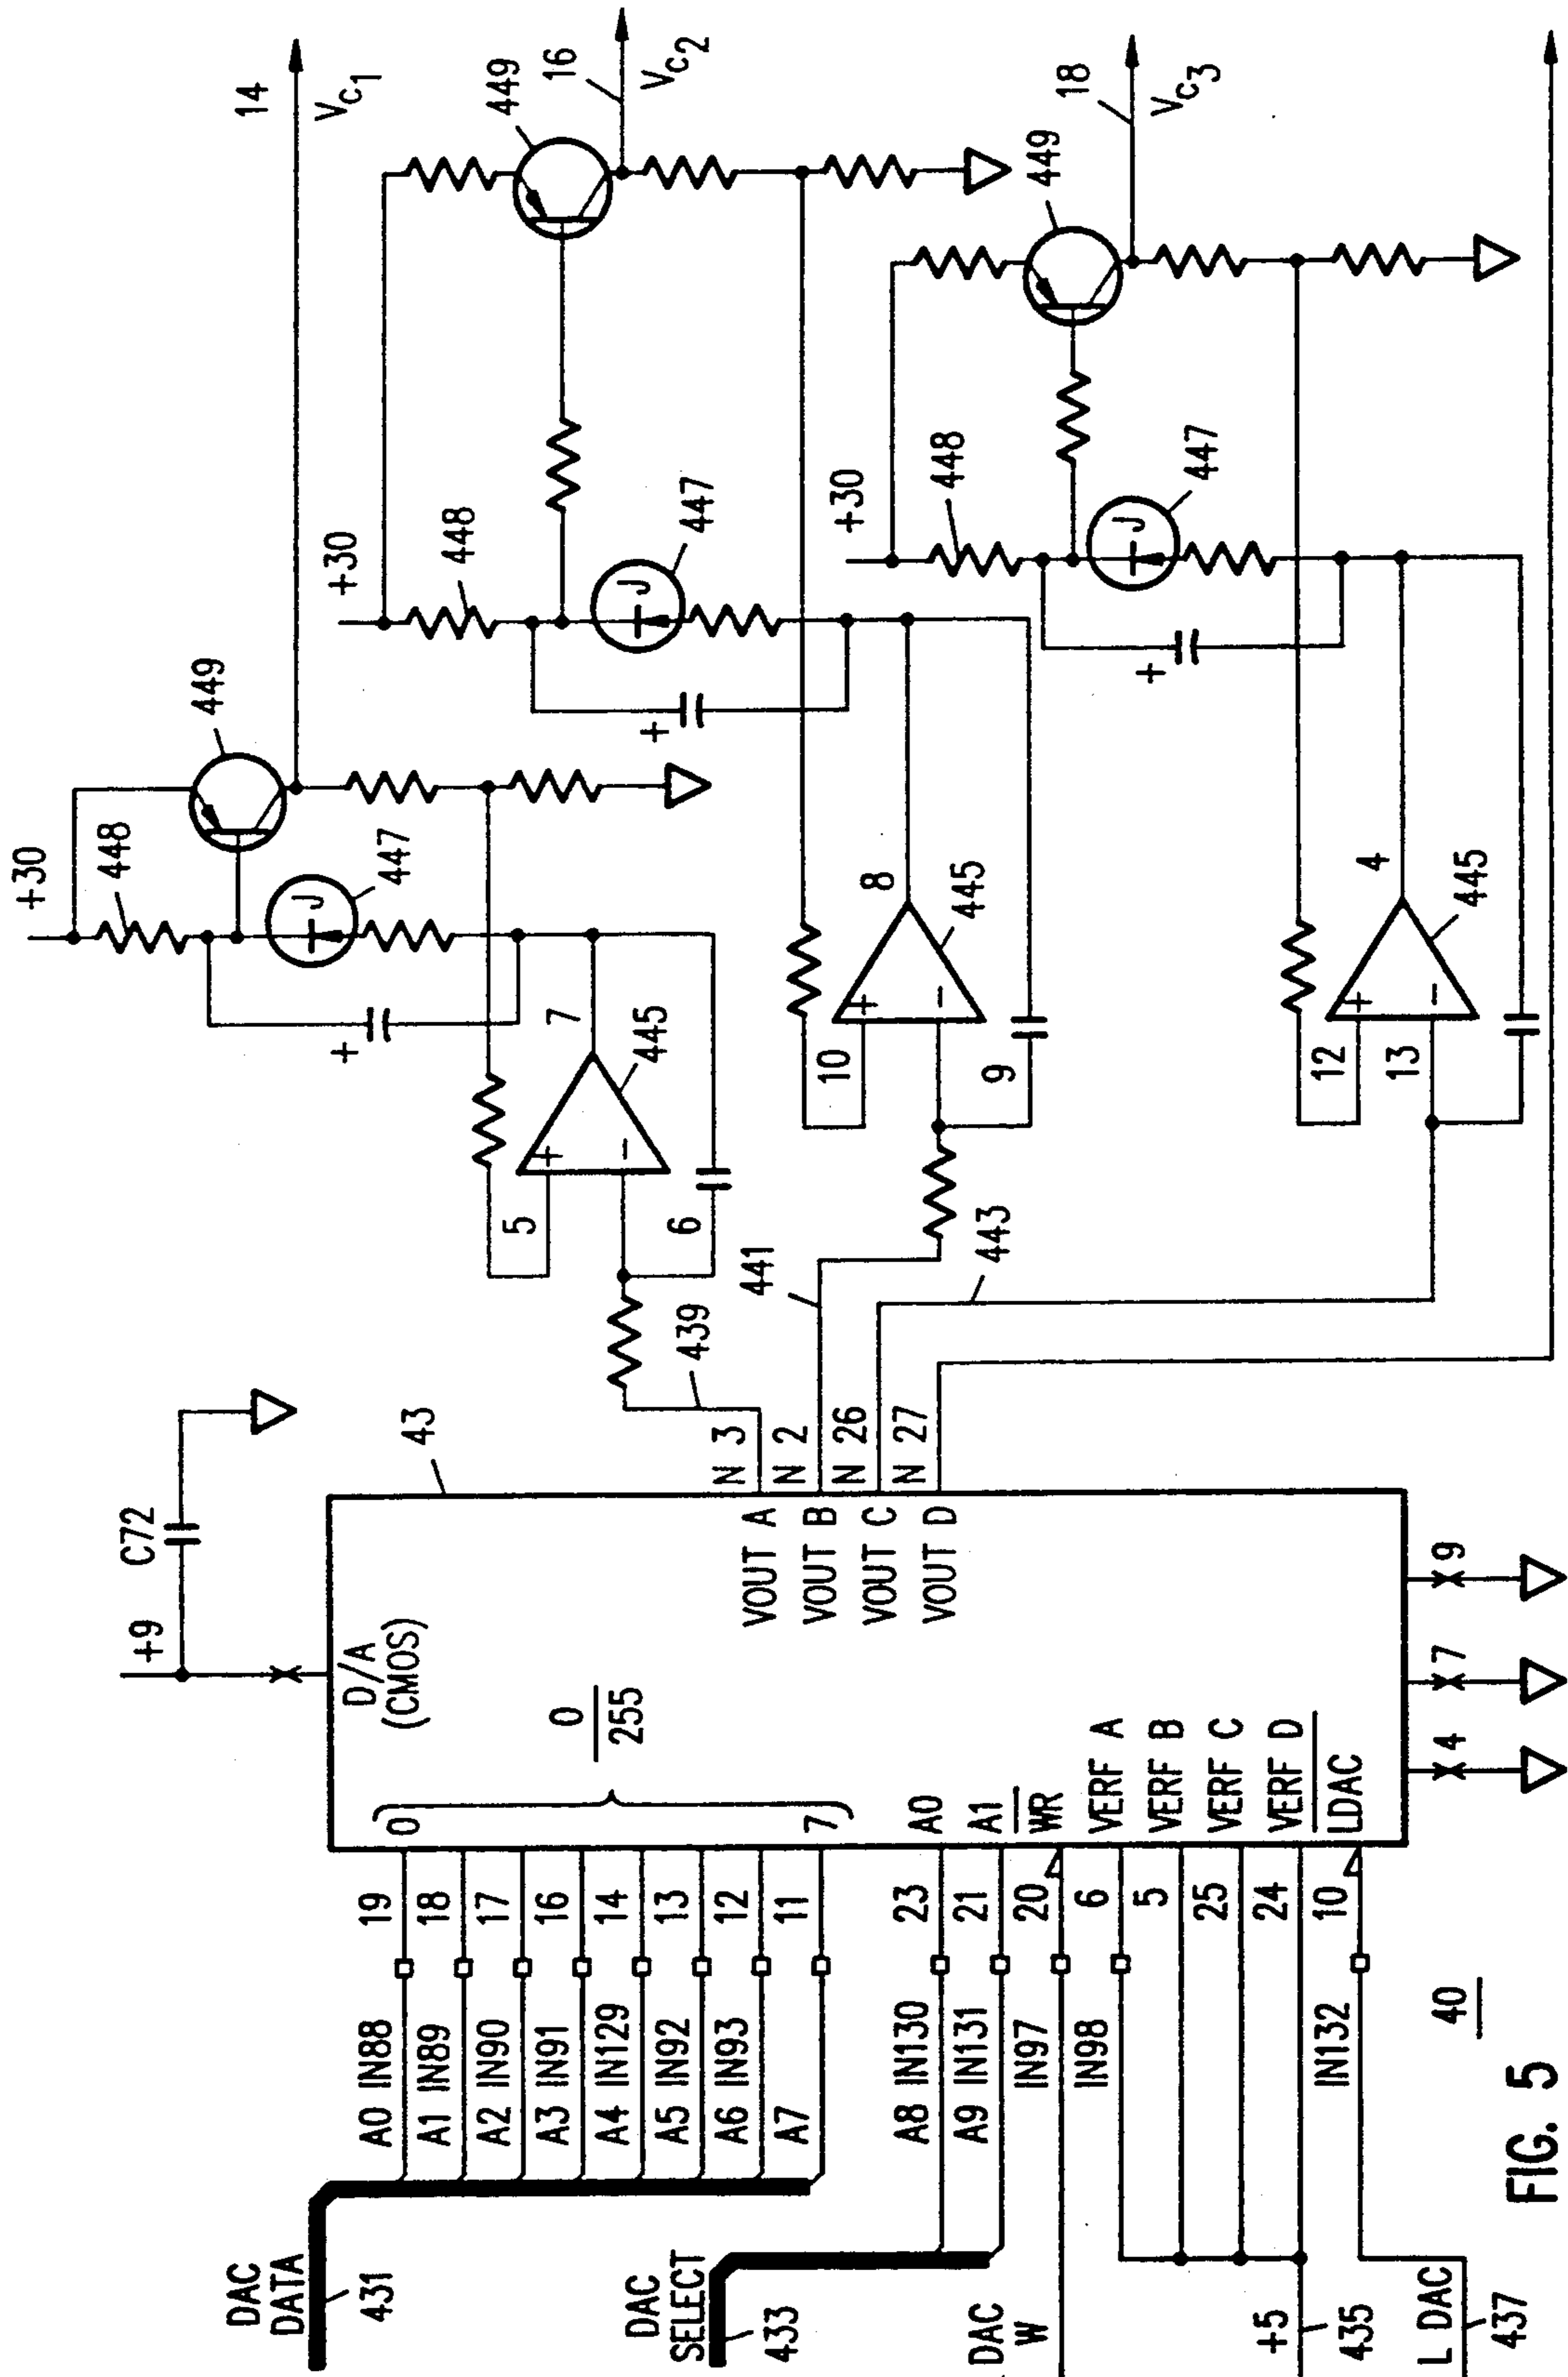 DAC
DATA
431
DAC
SELECT
433
DAC
W
+5
435
L DAC
437
A0 IN88 19
A1 IN89 18
A2 IN90 17
A3 IN91 16
A4 IN129 14
A5 IN92 13
A6 IN93 12
A7 11
A8 IN130 23
A9 IN131 21
IN97 20
IN98 6
5
25
24
IN132 10
0
7
A0
A1
WR
VERF A
VERF B
VERF C
VERF D
LDAC
0
255
D/A
(CMOS)
+9
C72
43
VOUT A
VOUT B
VOUT C
VOUT D
N 3
N 2
N 26
N 27
4
7
9
439
441
443
5
6
7
445
+
-
+
+30
448
447
J
449
14
Vc1
10
9
8
445
+
-
+
+30
448
447
J
449
16
Vc2
12
13
4
445
+
-
+
+30
448
447
J
449
18
Vc3
40
FIG. 5